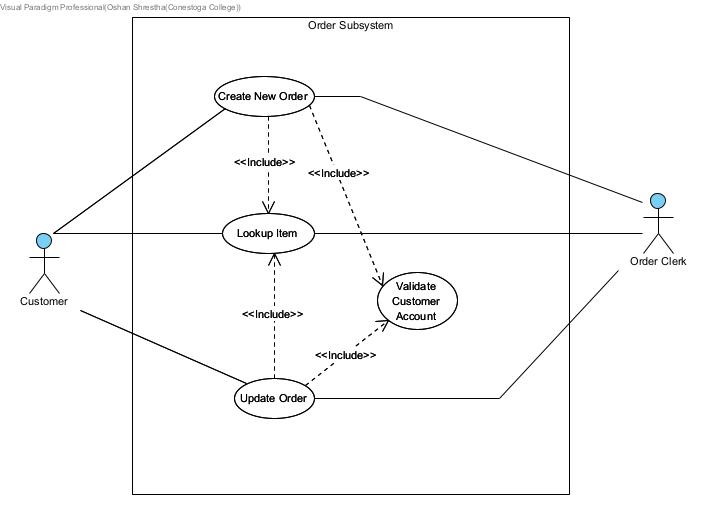 Visual Paradigm Professional(Oshan Shrestha(Conestoga College))
Order Subsystem
Create New Order
<<Include>>
<<Include>>
Lookup Item
Customer
Order Clerk
Validate
Customer
Account
<<Include>>
<<Include>>
Update Order